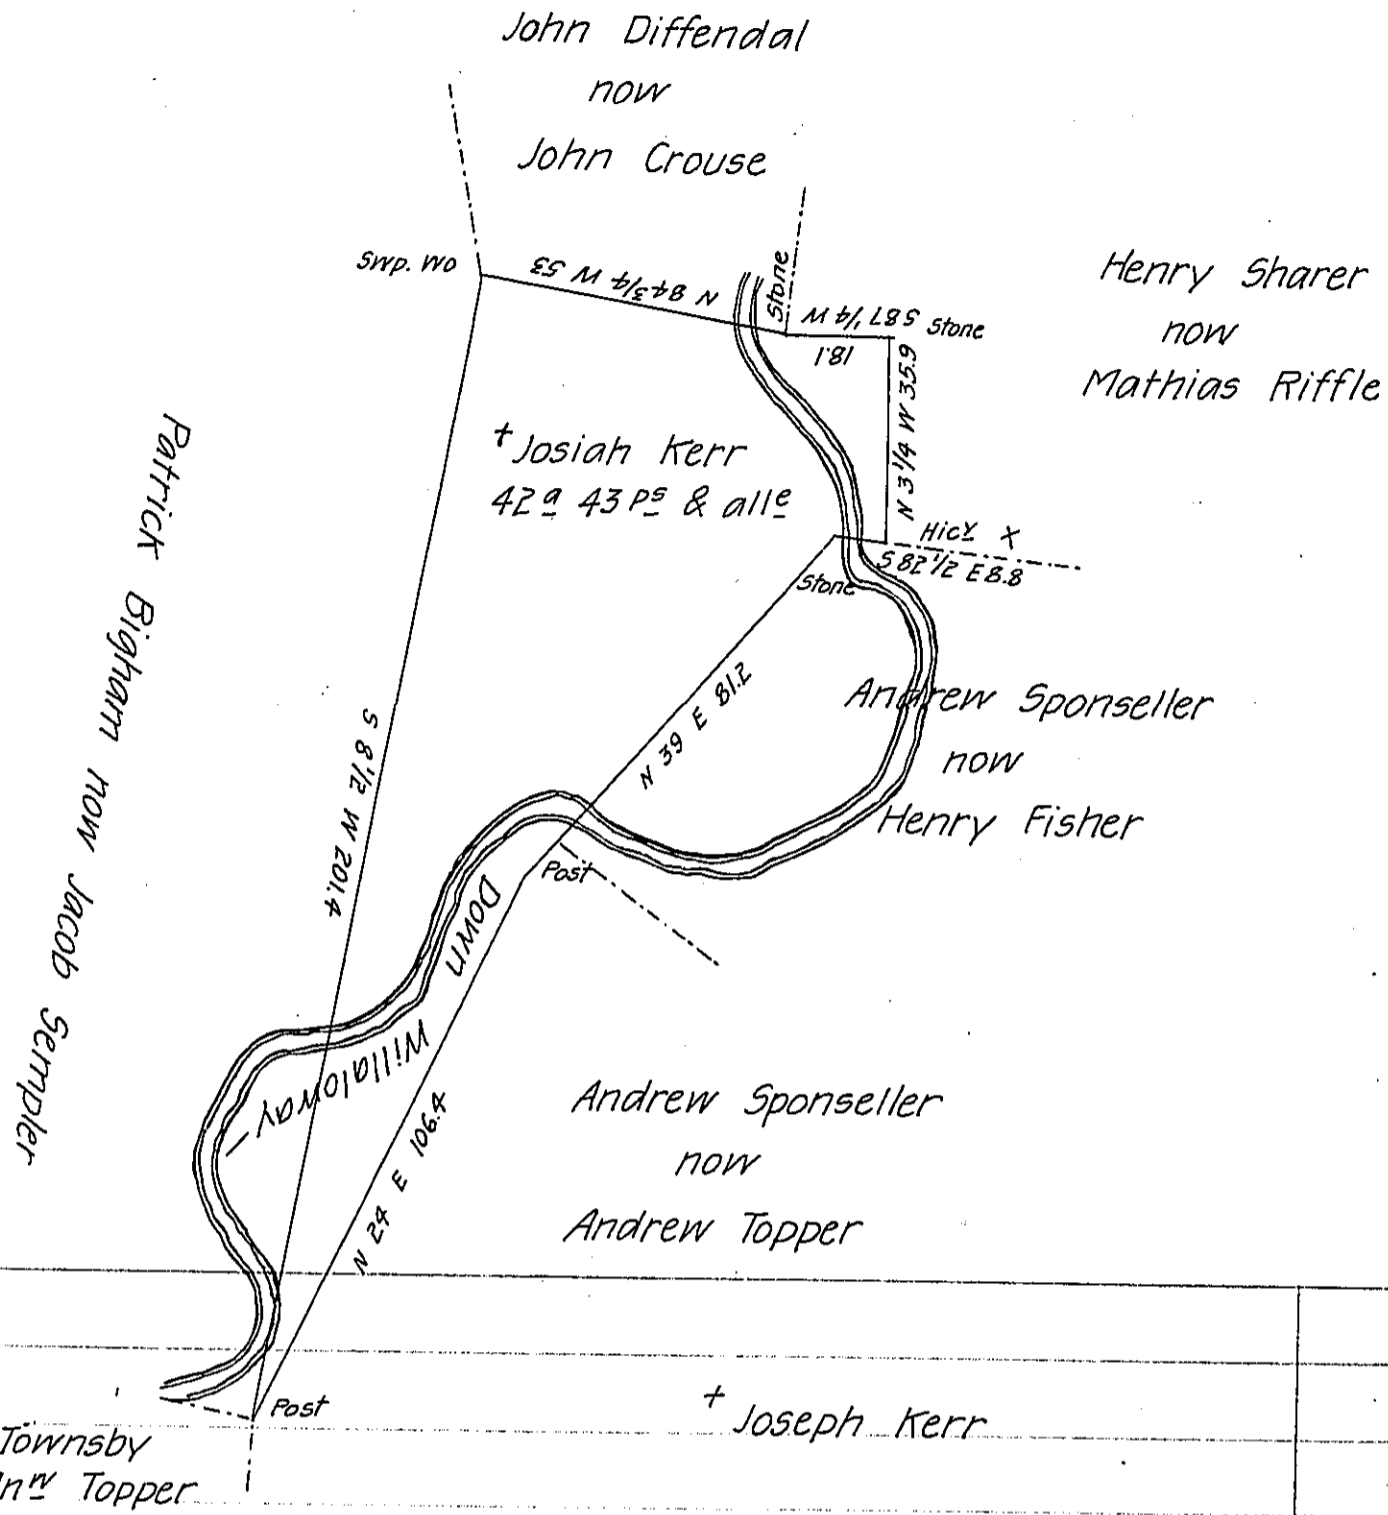 John Diffendal
now
John Crouse
Swp. WO
N 84 3/4 W 53
Stone
S 87 1/4 W
18.1
Stone
Henry Sharer
now
Mathias Riffle
N 3 1/4 W 35.9
+ Josiah Kerr
42a 43 Ps & alle
Hicy X
S 82 1/2 E 8.8
Stone
Patrick Bigham now Jacob Sempler
S 8 1/2 W 201.4
N 39 E 81.2
Andrew Sponseller
now
Henry Fisher
Post
Down
Willaloway
N 24 E 106.4
Andrew Sponseller
now
Andrew Topper
Post
+ Joseph Kerr
Townsby
Topper